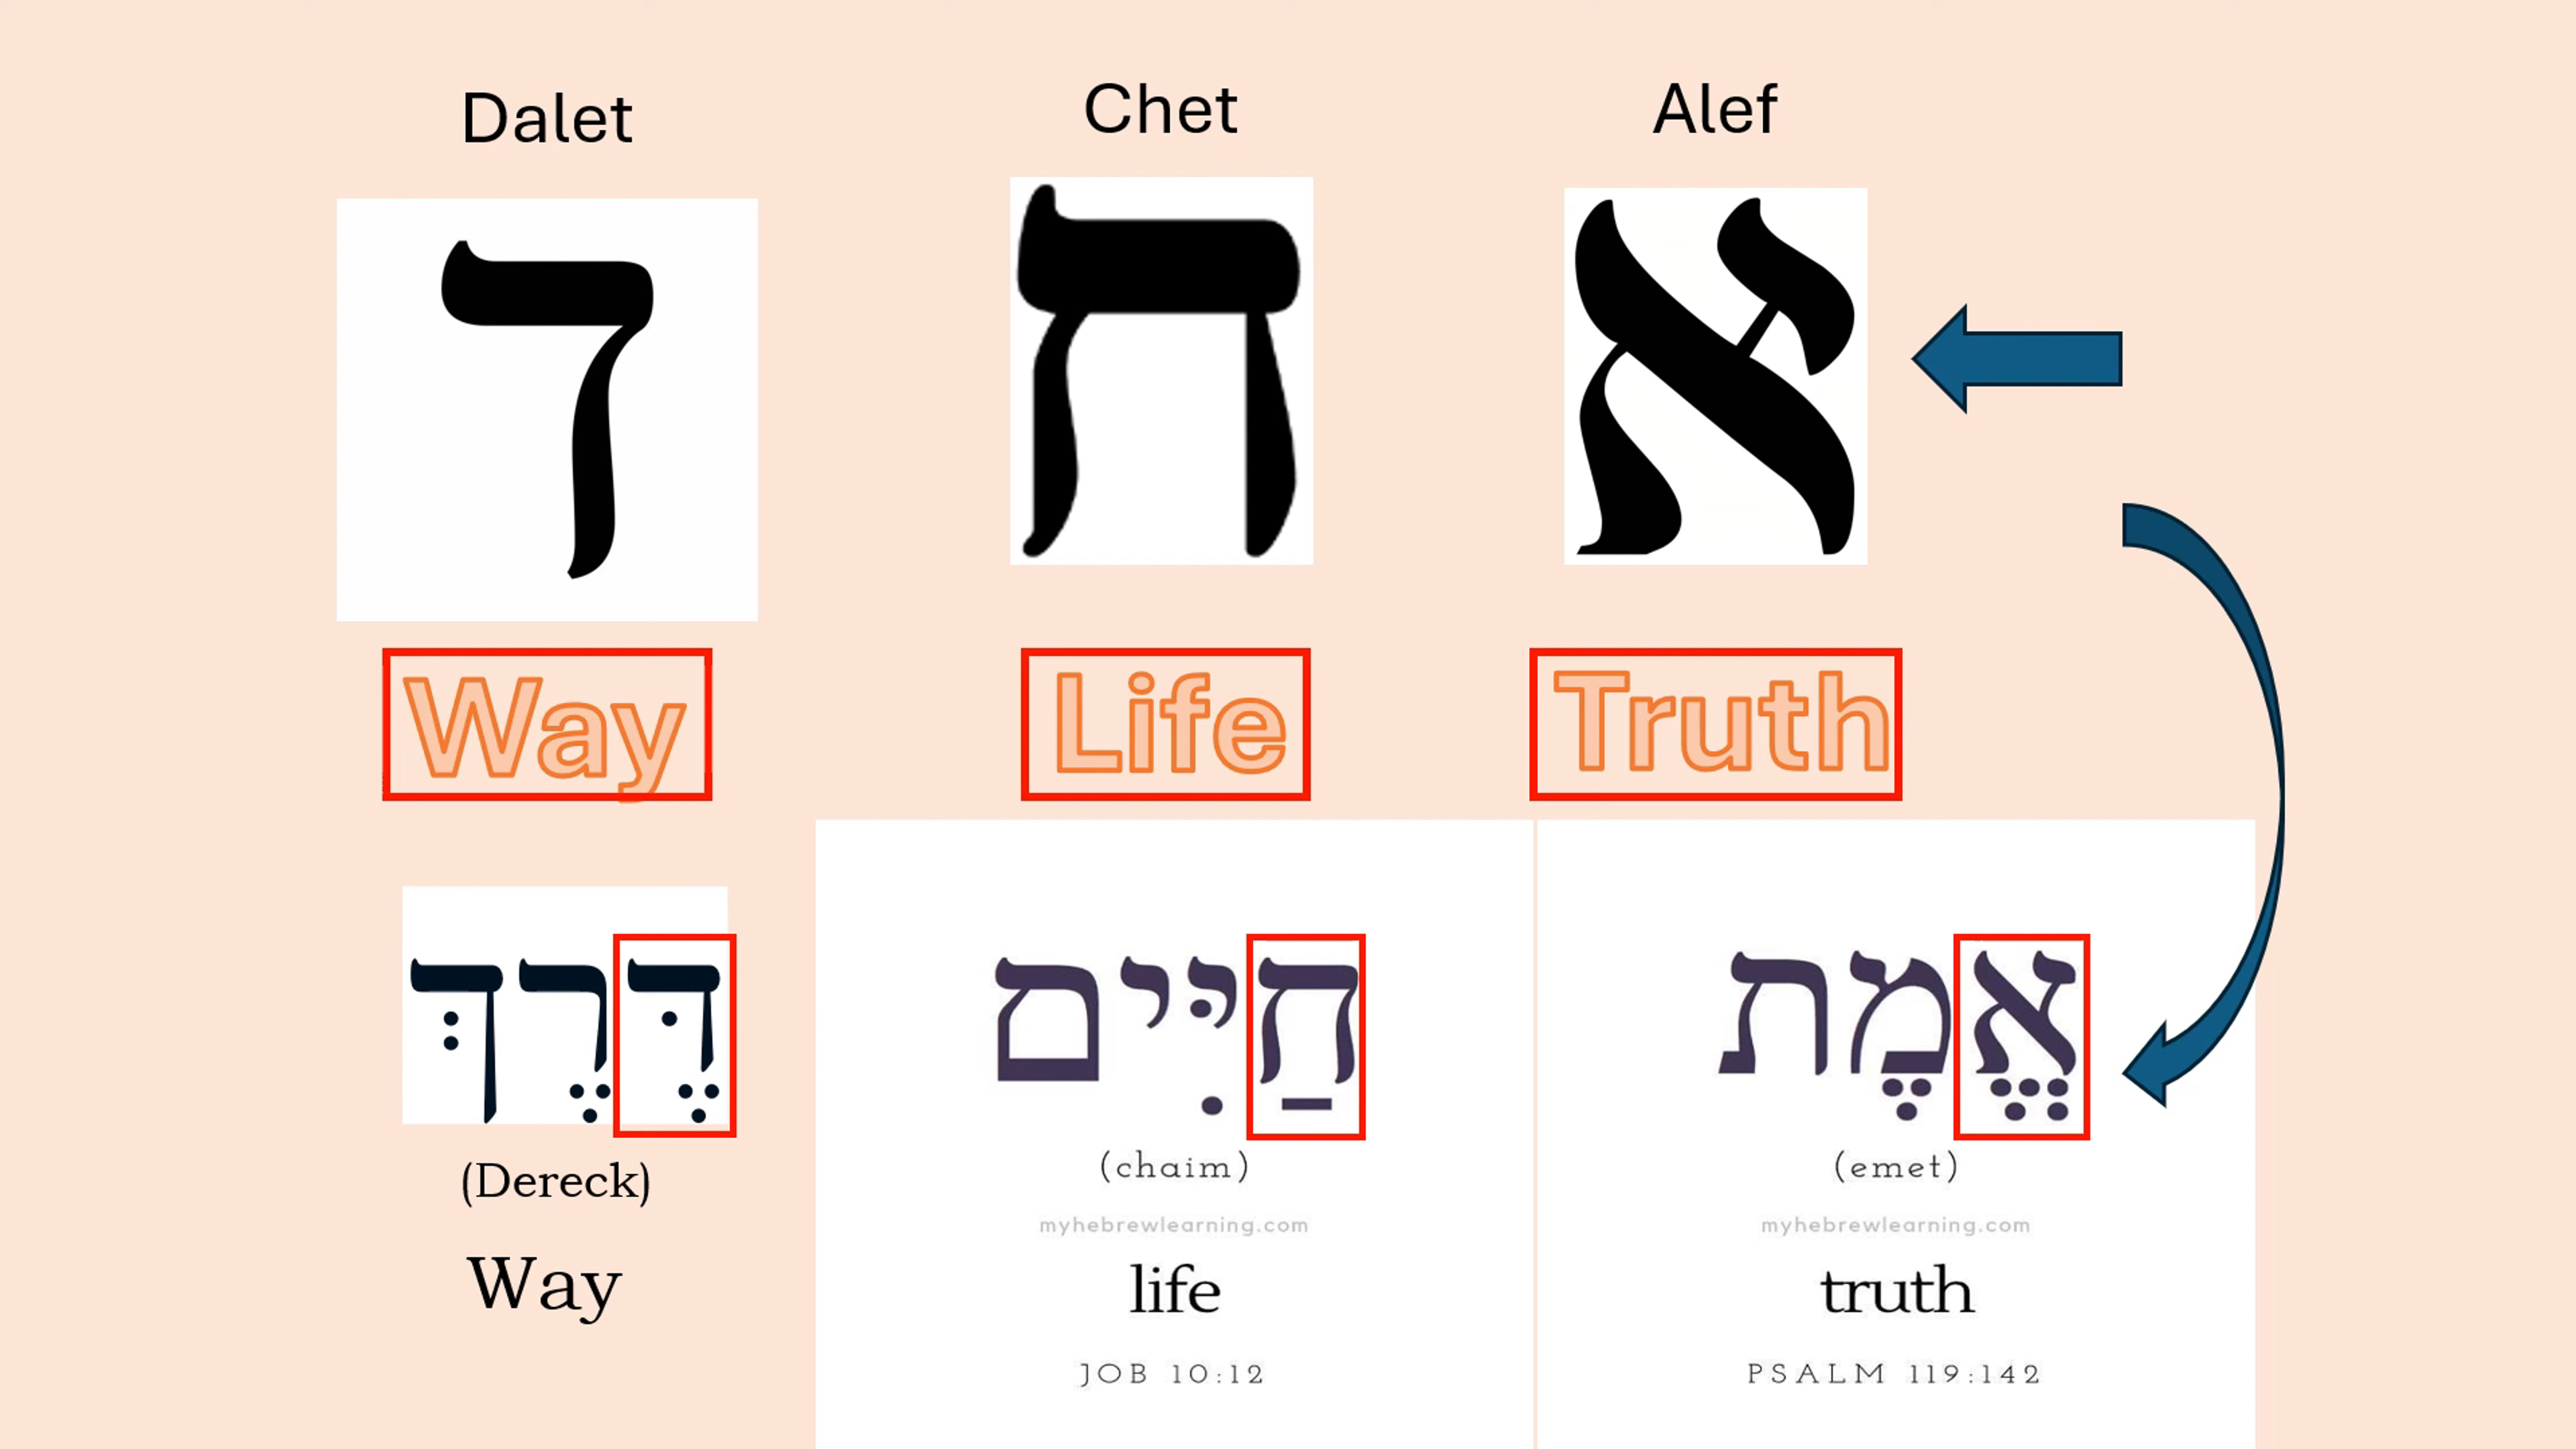 Dalet
Chet
Alef
ד
ח
א
Way
Life
Truth
דֶּרֶךְ
חַיִּים
אֱמֶת
(Dereck)
(chaim)
(emet)
myhebrewlearning.com
myhebrewlearning.com
Way
life
truth
JOB 10:12
PSALM 119:142